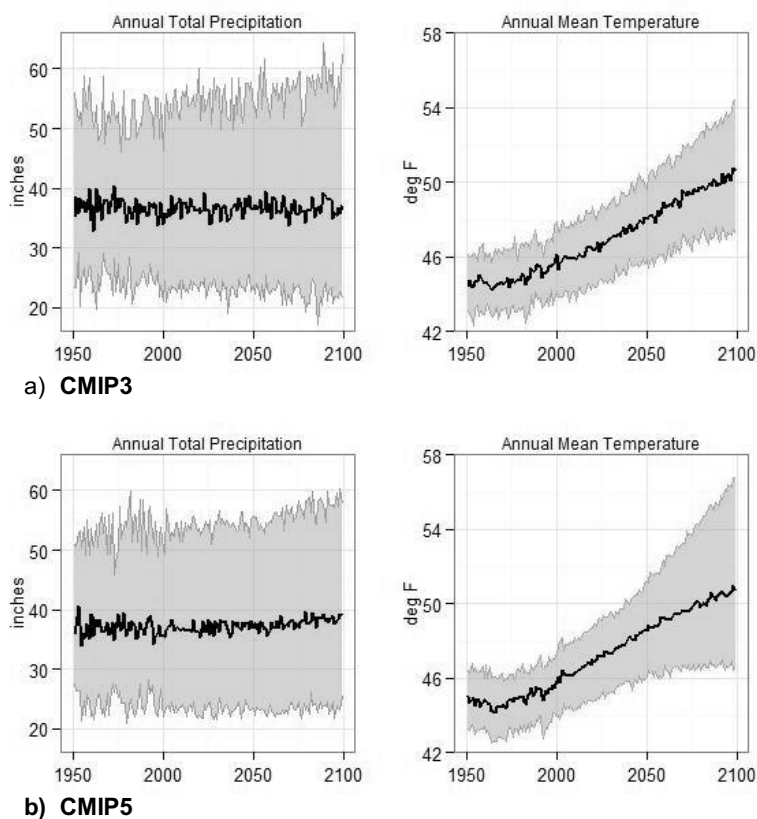 Annual Total Precipitation
Annual Mean Temperature
inches
60
50
40
30
20
1950 2000 2050 2100
deg F
58
54
50
46
42
1950 2000 2050 2100
a) CMIP3
Annual Total Precipitation
Annual Mean Temperature
inches
60
50
40
30
20
1950 2000 2050 2100
deg F
58
54
50
46
42
1950 2000 2050 2100
b) CMIP5